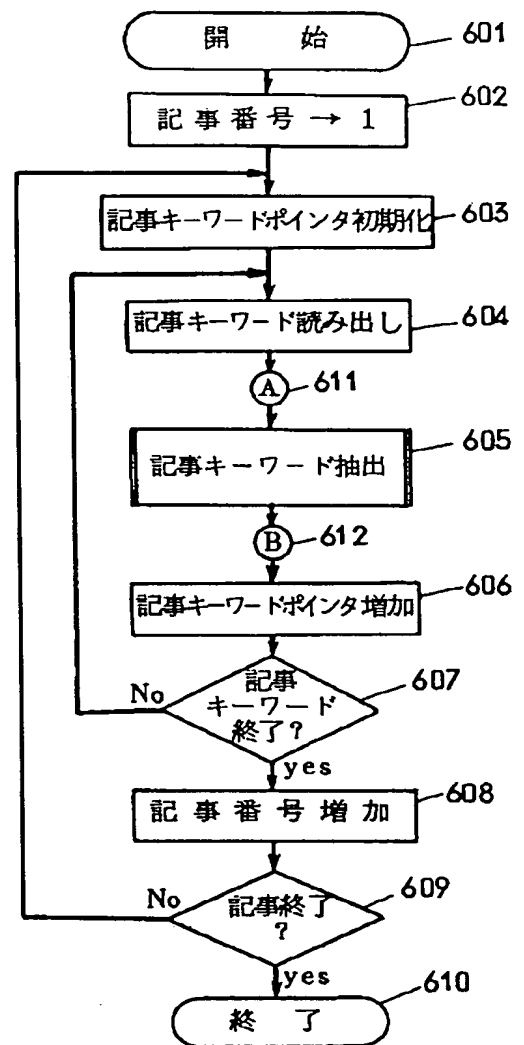 開始
601
記事番号→1
602
記事キーワードポインタ初期化
603
記事キーワード読み出し
604
A
611
記事キーワード抽出
605
B
612
記事キーワードポインタ増加
606
記事
キーワード
終了?
607
No
yes
記事番号増加
608
記事終了
?
609
No
yes
終了
610